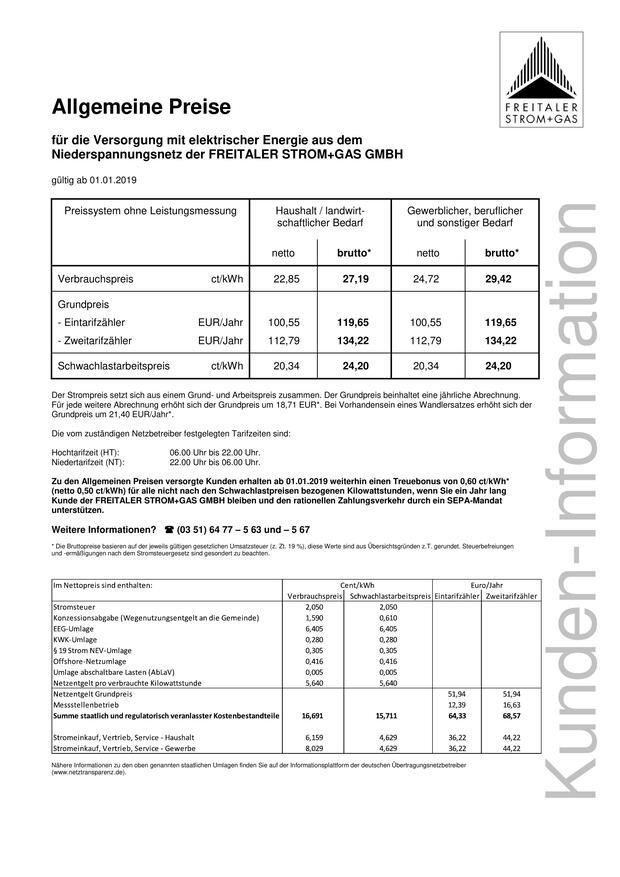 FREITALER
STROM+GAS
Allgemeine Preise
für die Versorgung mit elektrischer Energie aus dem
Niederspannungsnetz der FREITALER STROM+GAS GMBH
gültig ab 01.01.2019
Preissystem ohne Leistungsmessung Haushalt / landwirt- Gewerblicher, beruflicher
schaftlicher Bedarf und sonstiger Bedarf
netto brutto* netto brutto*
Verbrauchspreis ct/kWh 22,85 27,19 24,72 29,42
Grundpreis
- Eintarifzähler EUR/Jahr 100,55 119,65 100,55 119,65
- Zweitarifzähler EUR/Jahr 112,79 134,22 112,79 134,22
Schwachlastarbeitspreis ct/kWh 20,34 24,20 20,34 24,20
Der Strompreis setzt sich aus einem Grund- und Arbeitspreis zusammen. Der Grundpreis beinhaltet eine jährliche Abrechnung.
Für jede weitere Abrechnung erhöht sich der Grundpreis um 18,71 EUR*. Bei Vorhandensein eines Wandlersatzes erhöht sich der
Grundpreis um 21,40 EUR/Jahr*.
Die vom zuständigen Netzbetreiber festgelegten Tarifzeiten sind:
Hochtarifzeit (HT): 06.00 Uhr bis 22.00 Uhr.
Niedertarifzeit (NT): 22.00 Uhr bis 06.00 Uhr.
Zu den Allgemeinen Preisen versorgte Kunden erhalten ab 01.01.2019 weiterhin einen Treuebonus von 0,60 ct/kWh*
(netto 0,50 ct/kWh) für alle nicht nach den Schwachlastpreisen bezogenen Kilowattstunden, wenn Sie ein Jahr lang
Kunde der FREITALER STROM+GAS GMBH bleiben und den rationellen Zahlungsverkehr durch ein SEPA-Mandat
unterstützen.
Weitere Informationen? ☎ (03 51) 64 77 – 5 63 und – 5 67
* Die Bruttopreise basieren auf der jeweils gültigen gesetzlichen Umsatzsteuer (z. Zt. 19 %), diese Werte sind aus Übersichtsgründen z.T. gerundet. Steuerbefreiungen
und -ermäßigungen nach dem Stromsteuergesetz sind gesondert zu beachten.
Im Nettopreis sind enthalten: Cent/kWh Euro/Jahr
Verbrauchspreis Schwachlastarbeitspreis Eintarifzähler Zweitarifzähler
Stromsteuer 2,050 2,050
Konzessionsabgabe (Wegenutzungsentgelt an die Gemeinde) 1,590 0,610
EEG-Umlage 6,405 6,405
KWK-Umlage 0,280 0,280
§ 19 Strom NEV-Umlage 0,305 0,305
Offshore-Netzumlage 0,416 0,416
Umlage abschaltbare Lasten (AbLaV) 0,005 0,005
Netzentgelt pro verbrauchte Kilowattstunde 5,640 5,640
Netzentgelt Grundpreis 51,94 51,94
Messstellenbetrieb 12,39 16,63
Summe staatlich und regulatorisch veranlasster Kostenbestandteile 16,691 15,711 64,33 68,57
Stromeinkauf, Vertrieb, Service - Haushalt 6,159 4,629 36,22 44,22
Stromeinkauf, Vertrieb, Service - Gewerbe 8,029 4,629 36,22 44,22
Nähere Informationen zu den oben genannten staatlichen Umlagen finden Sie auf der Informationsplattform der deutschen Übertragungsnetzbetreiber
(www.netztransparenz.de).
Kunden-Information